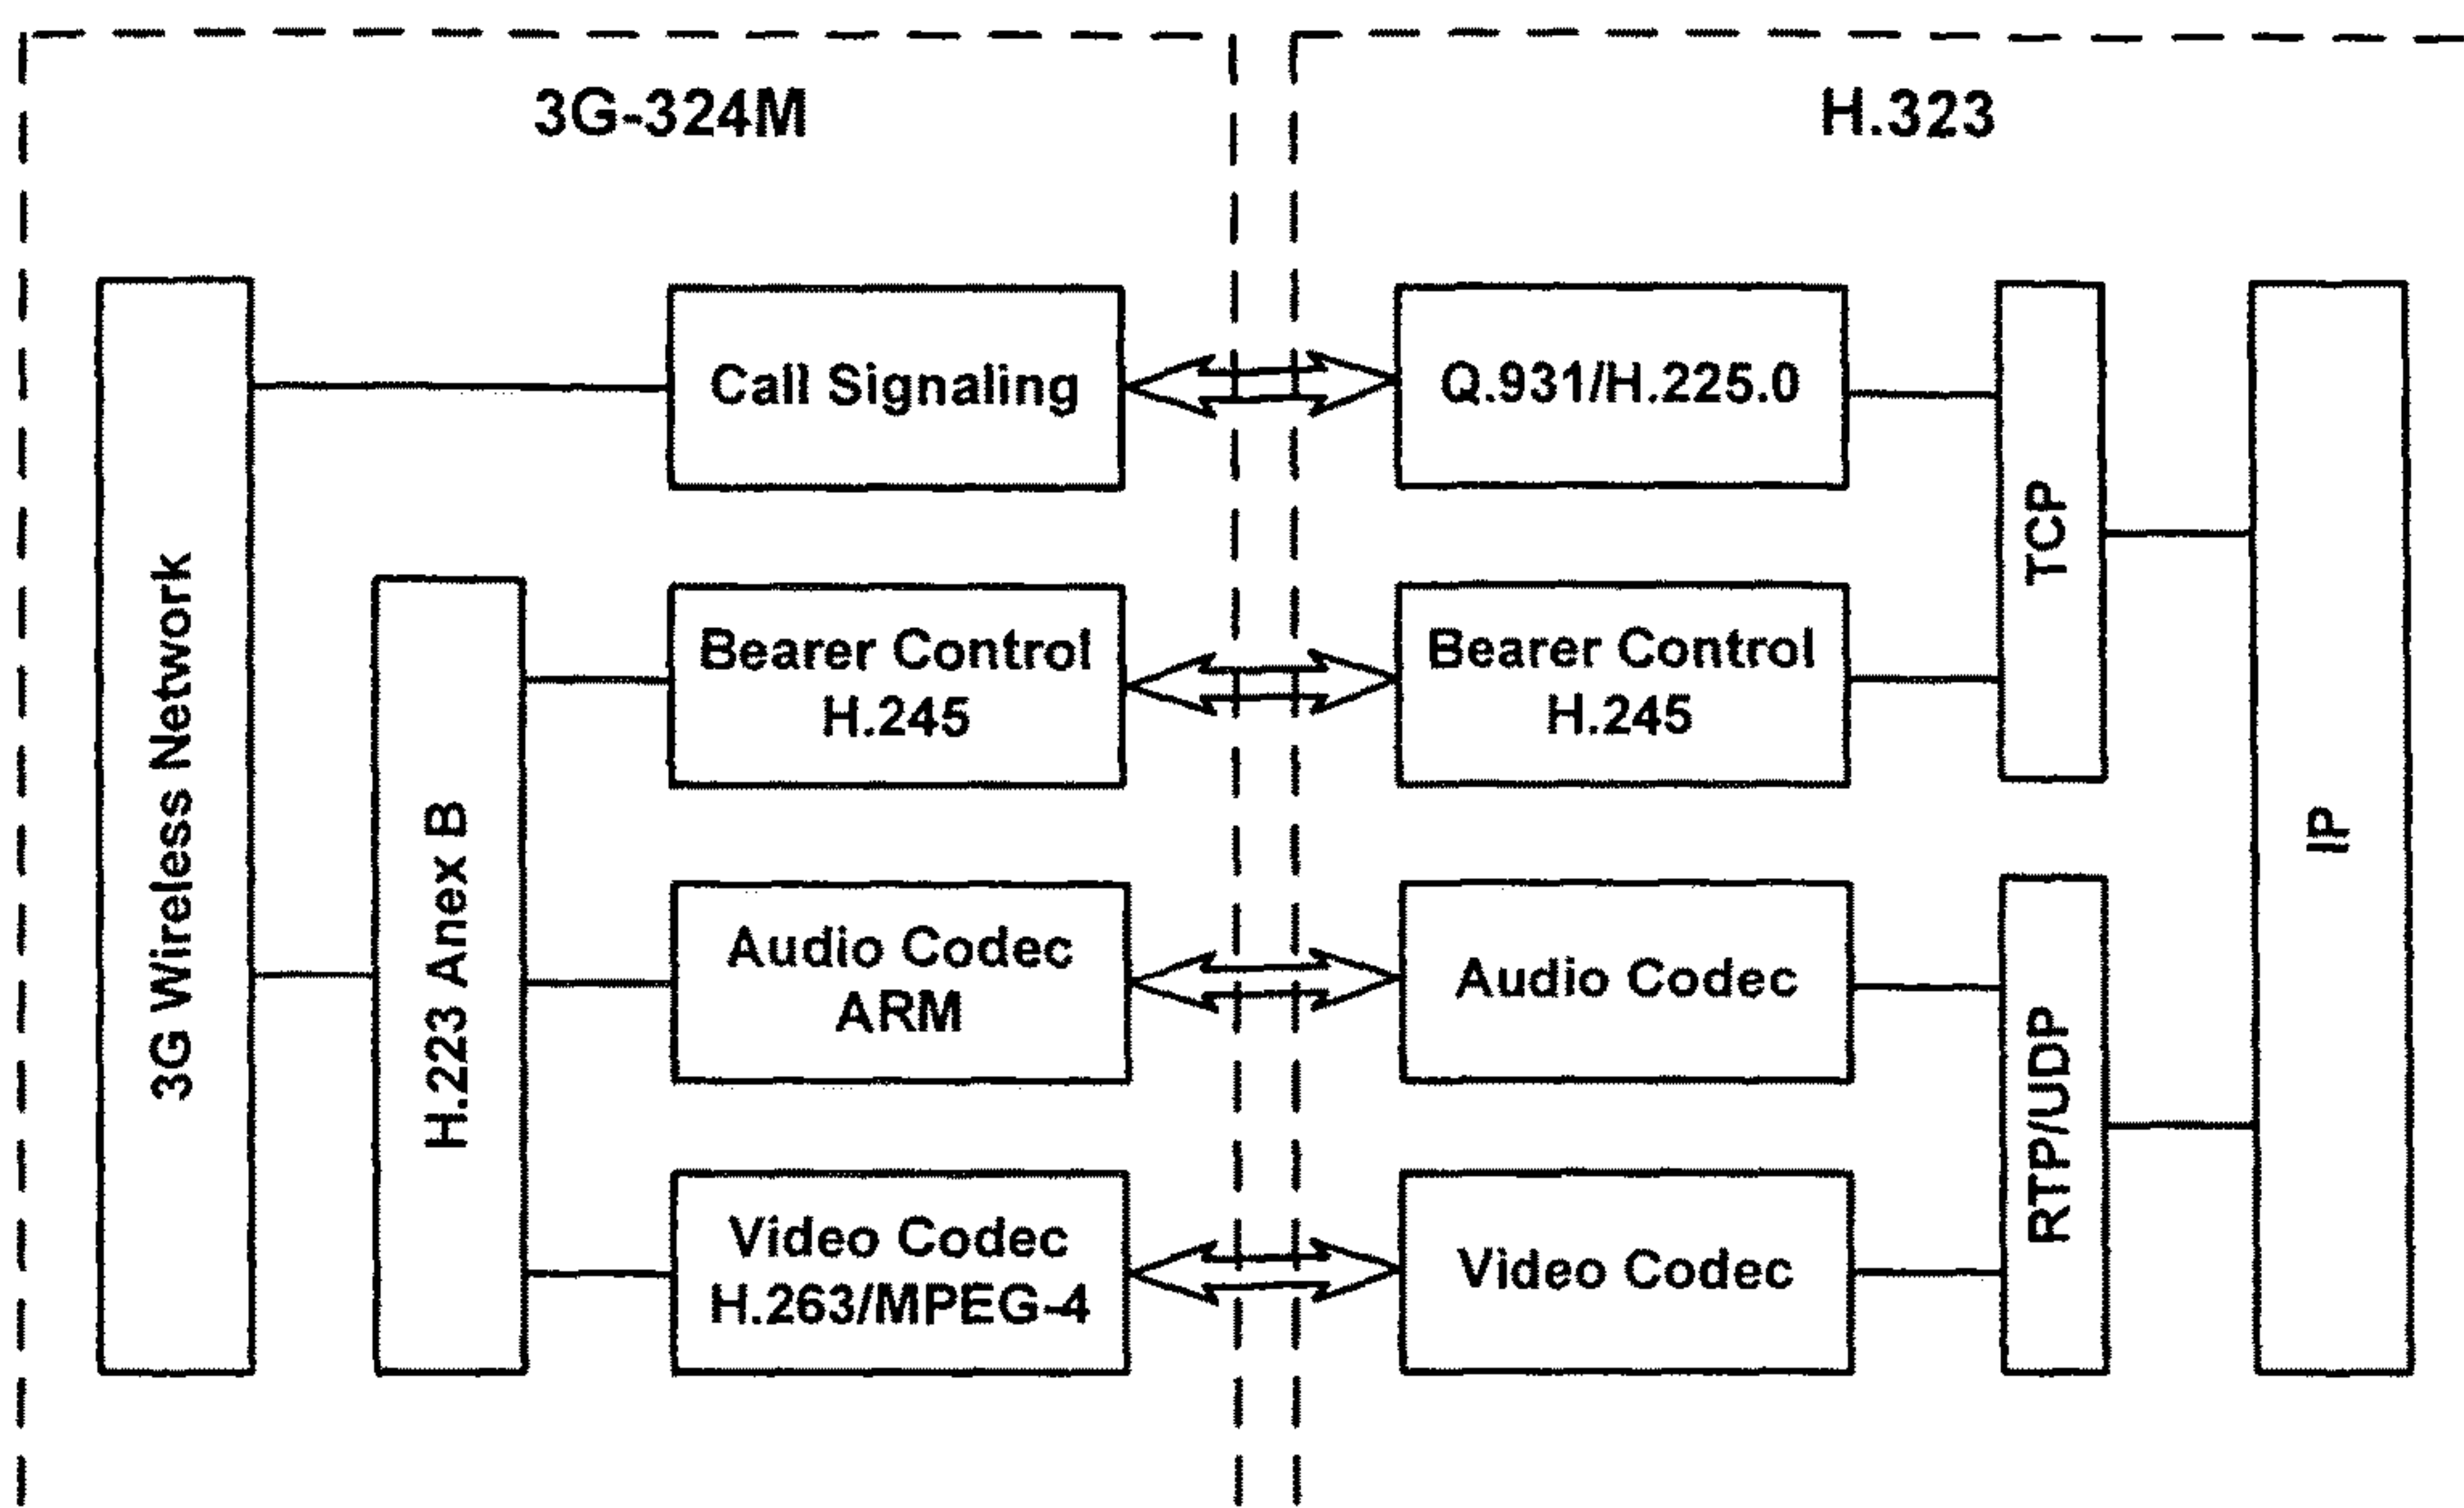 3G-324M
H.323
3G Wireless Network
H.223 Anex B
Call Signaling
Q.931/H.225.0
TCP
IP
Bearer Control
H.245
Bearer Control
H.245
Audio Codec
ARM
Audio Codec
RTP/UDP
Video Codec
H.263/MPEG-4
Video Codec